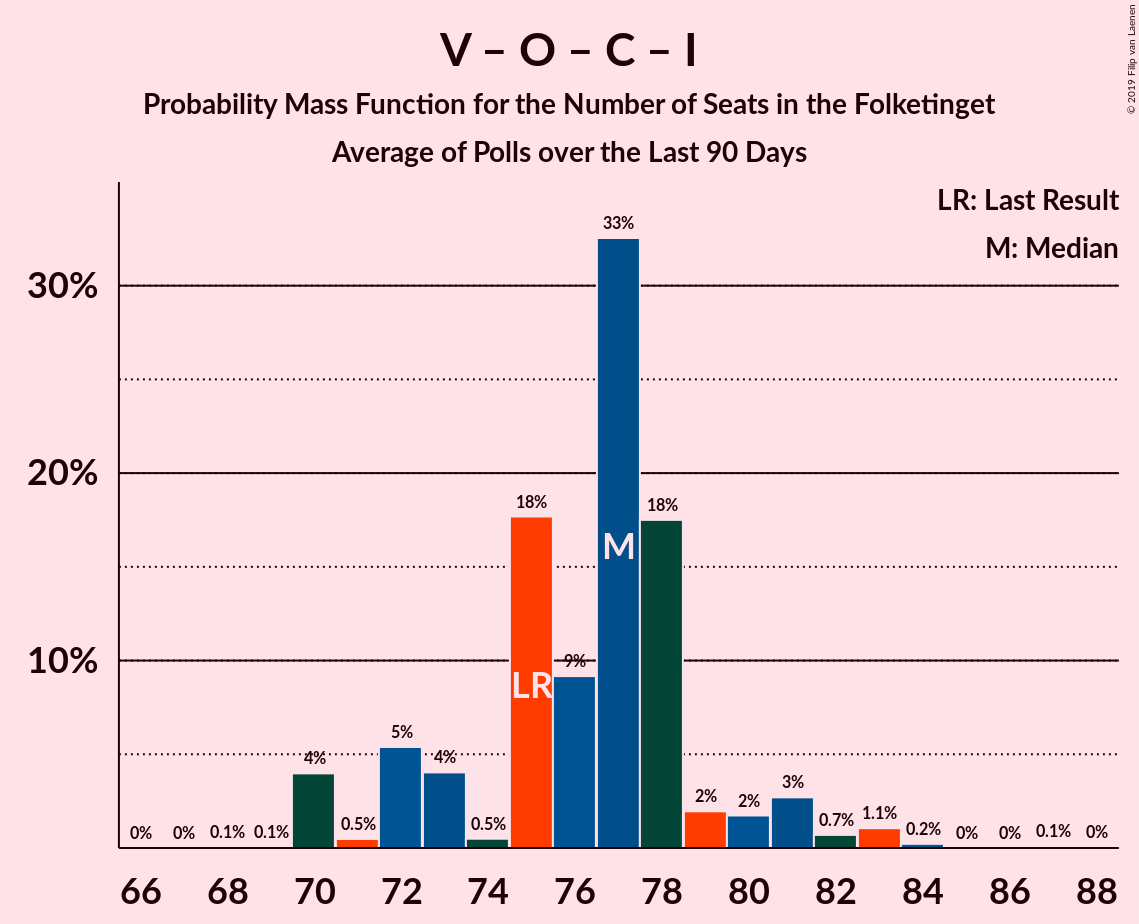 V – O – C – I
Probability Mass Function for the Number of Seats in the Folketinget
Average of Polls over the Last 90 Days
© 2019 Filip van Laenen
LR: Last Result
M: Median
30%
20%
10%
0% 0% 0.1% 0.1% 4% 0.5% 5% 4% 0.5% 18% 9% 33% 18% 2% 2% 3% 0.7% 1.1% 0.2% 0% 0% 0.1% 0%
LR
M
66 68 70 72 74 76 78 80 82 84 86 88